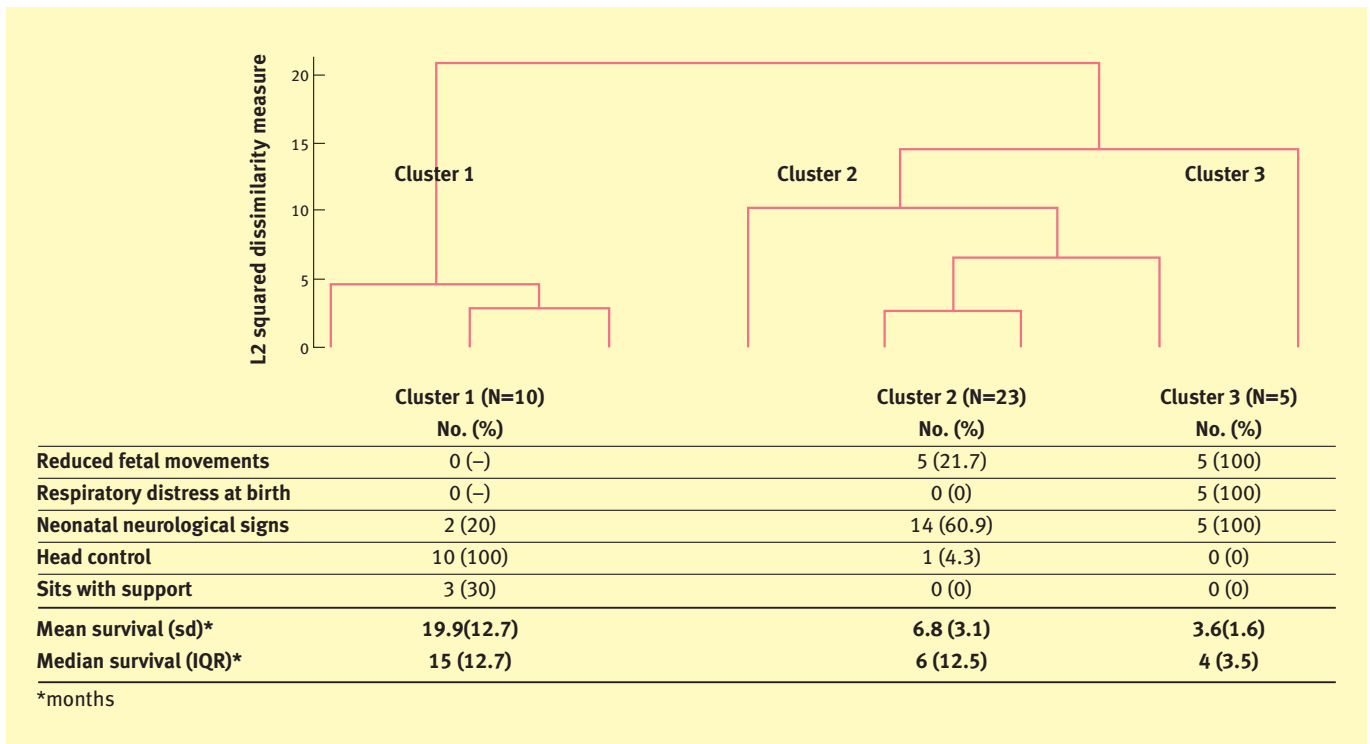 L2 squared dissimilarity measure
20
15
10
5
0
Cluster 1
Cluster 2
Cluster 3
Cluster 1 (N=10) Cluster 2 (N=23) Cluster 3 (N=5)
No. (%) No. (%) No. (%)
Reduced fetal movements 0 (–) 5 (21.7) 5 (100)
Respiratory distress at birth 0 (–) 0 (0) 5 (100)
Neonatal neurological signs 2 (20) 14 (60.9) 5 (100)
Head control 10 (100) 1 (4.3) 0 (0)
Sits with support 3 (30) 0 (0) 0 (0)
Mean survival (sd)* 19.9(12.7) 6.8 (3.1) 3.6(1.6)
Median survival (IQR)* 15 (12.7) 6 (12.5) 4 (3.5)
*months